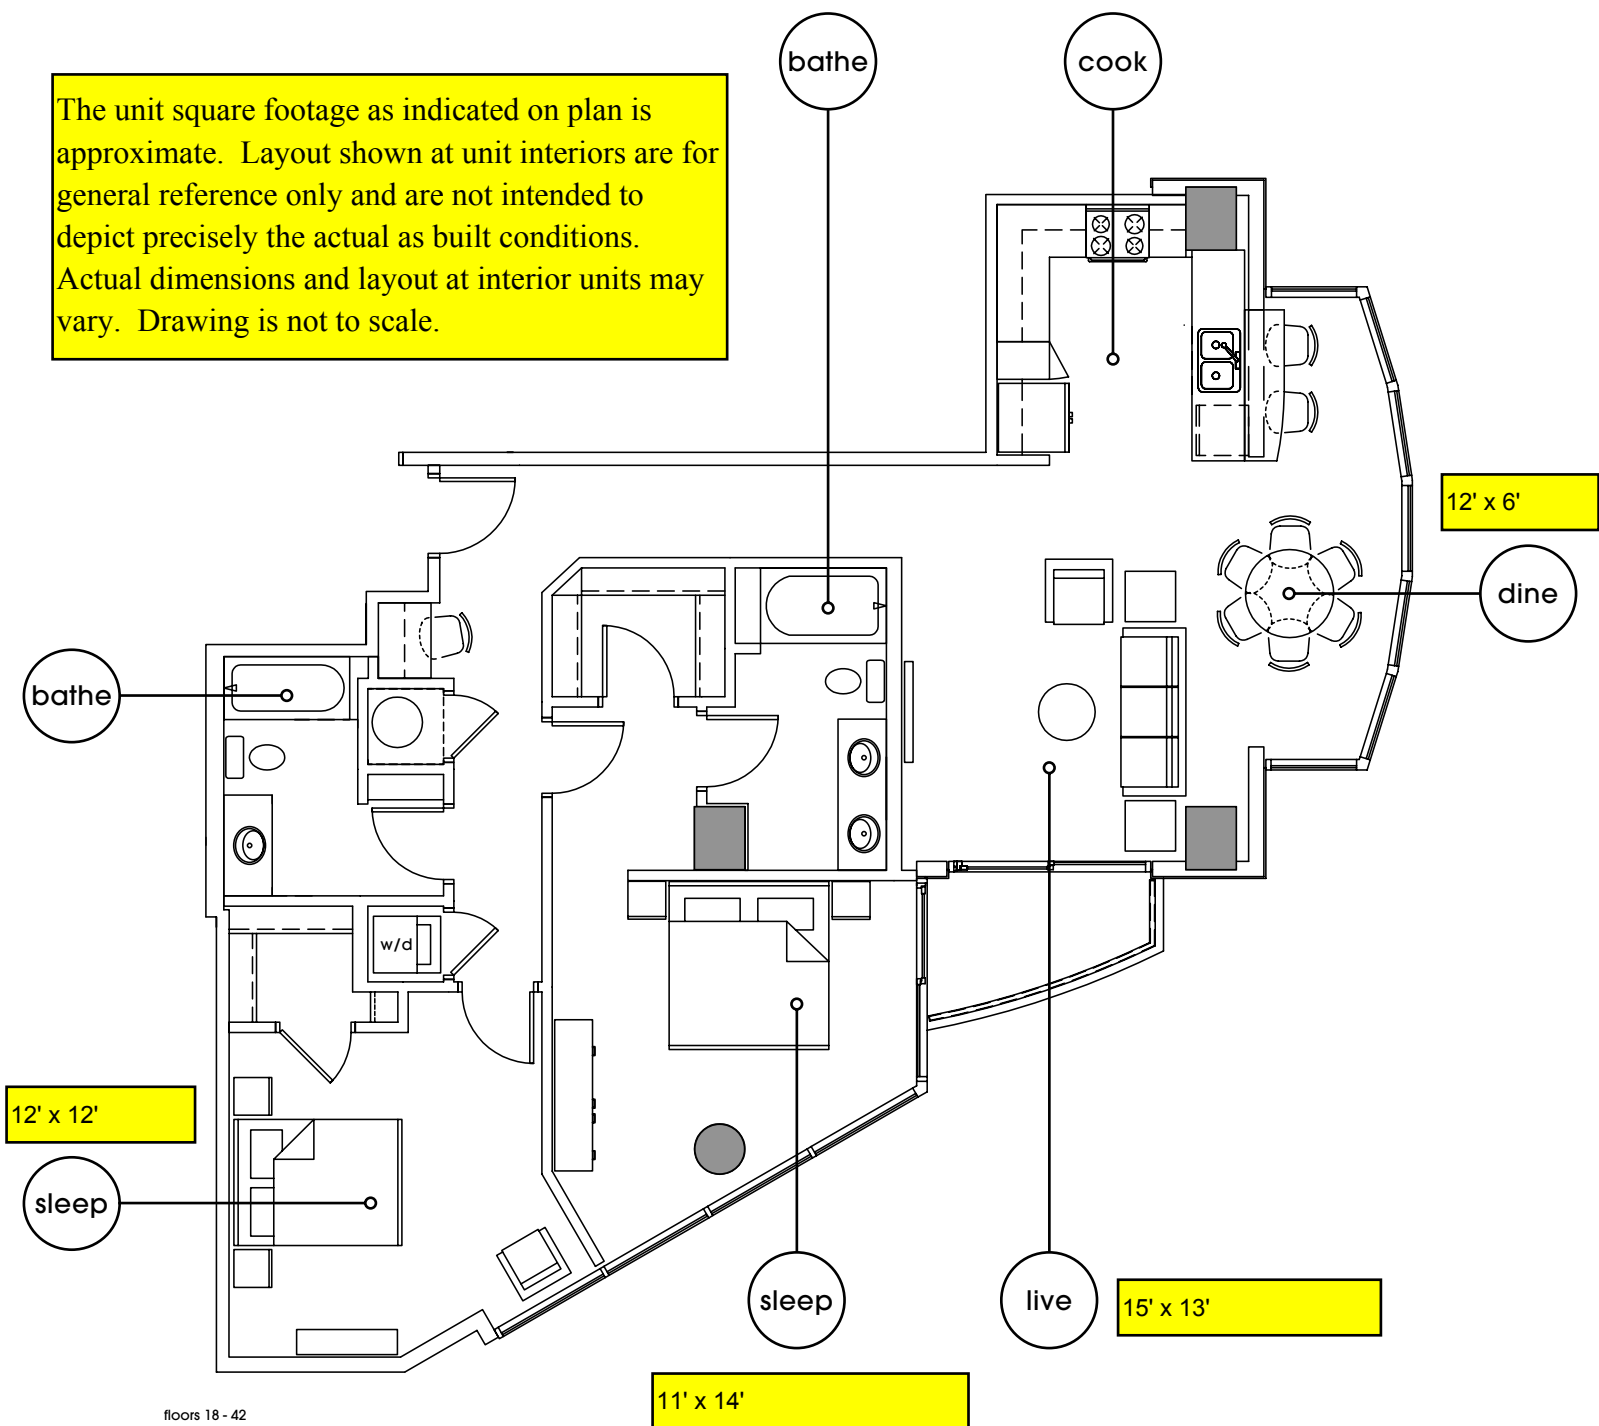 bathe
cook
The unit square footage as indicated on plan is
approximate.  Layout shown at unit interiors are for
general reference only and are not intended to
depict precisely the actual as built conditions.
Actual dimensions and layout at interior units may
vary.  Drawing is not to scale.
12' x 6'
dine
bathe
w/d
12' x 12'
sleep
sleep
live
15' x 13'
11' x 14'
floors 18 - 42